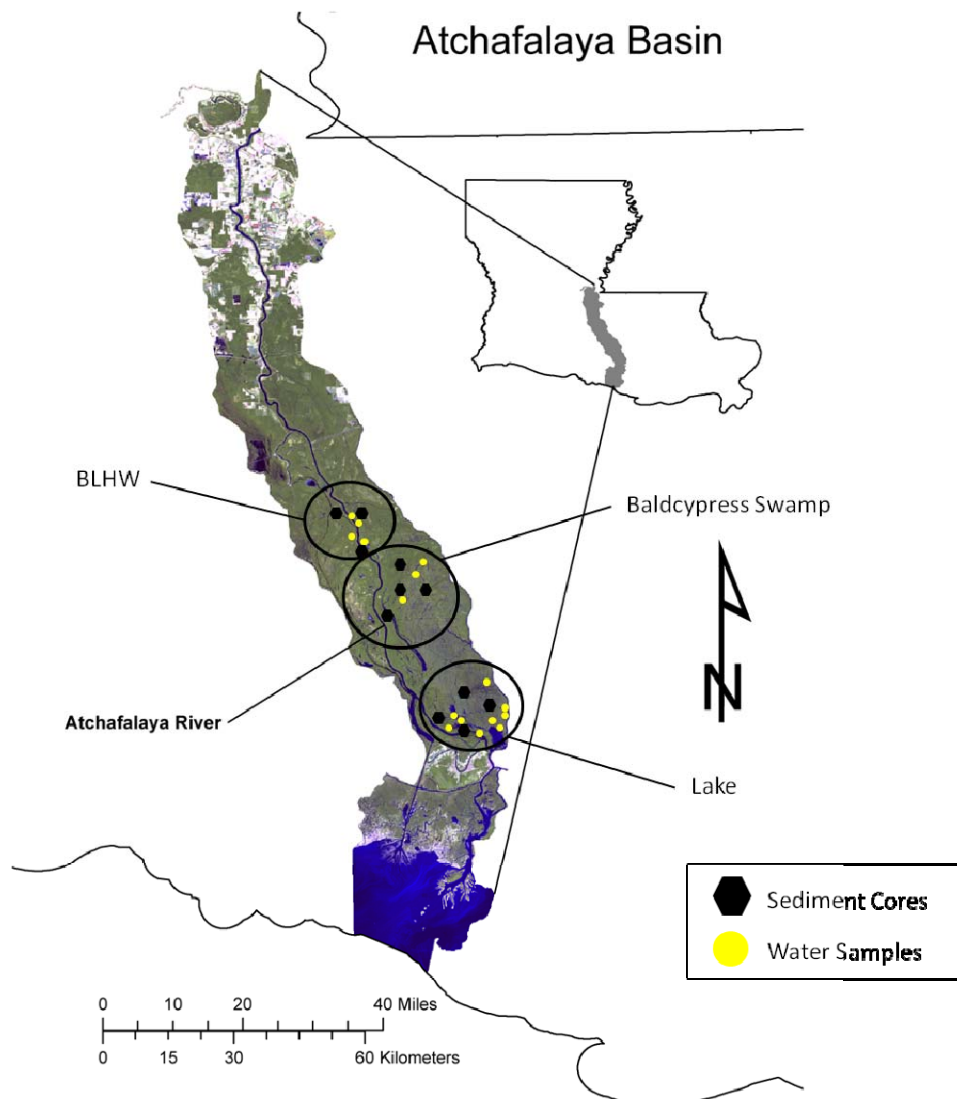 Atchafalaya Basin
BLHW
Baldcypress Swamp
Atchafalaya River
N
Lake
Sediment Cores
Water Samples
0 10 20 40 Miles
0 15 30 60 Kilometers